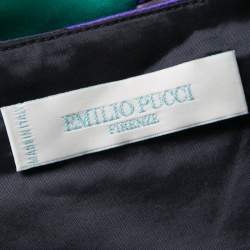 EMILIO PUCCI
FIRENZE
MADE IN ITALY